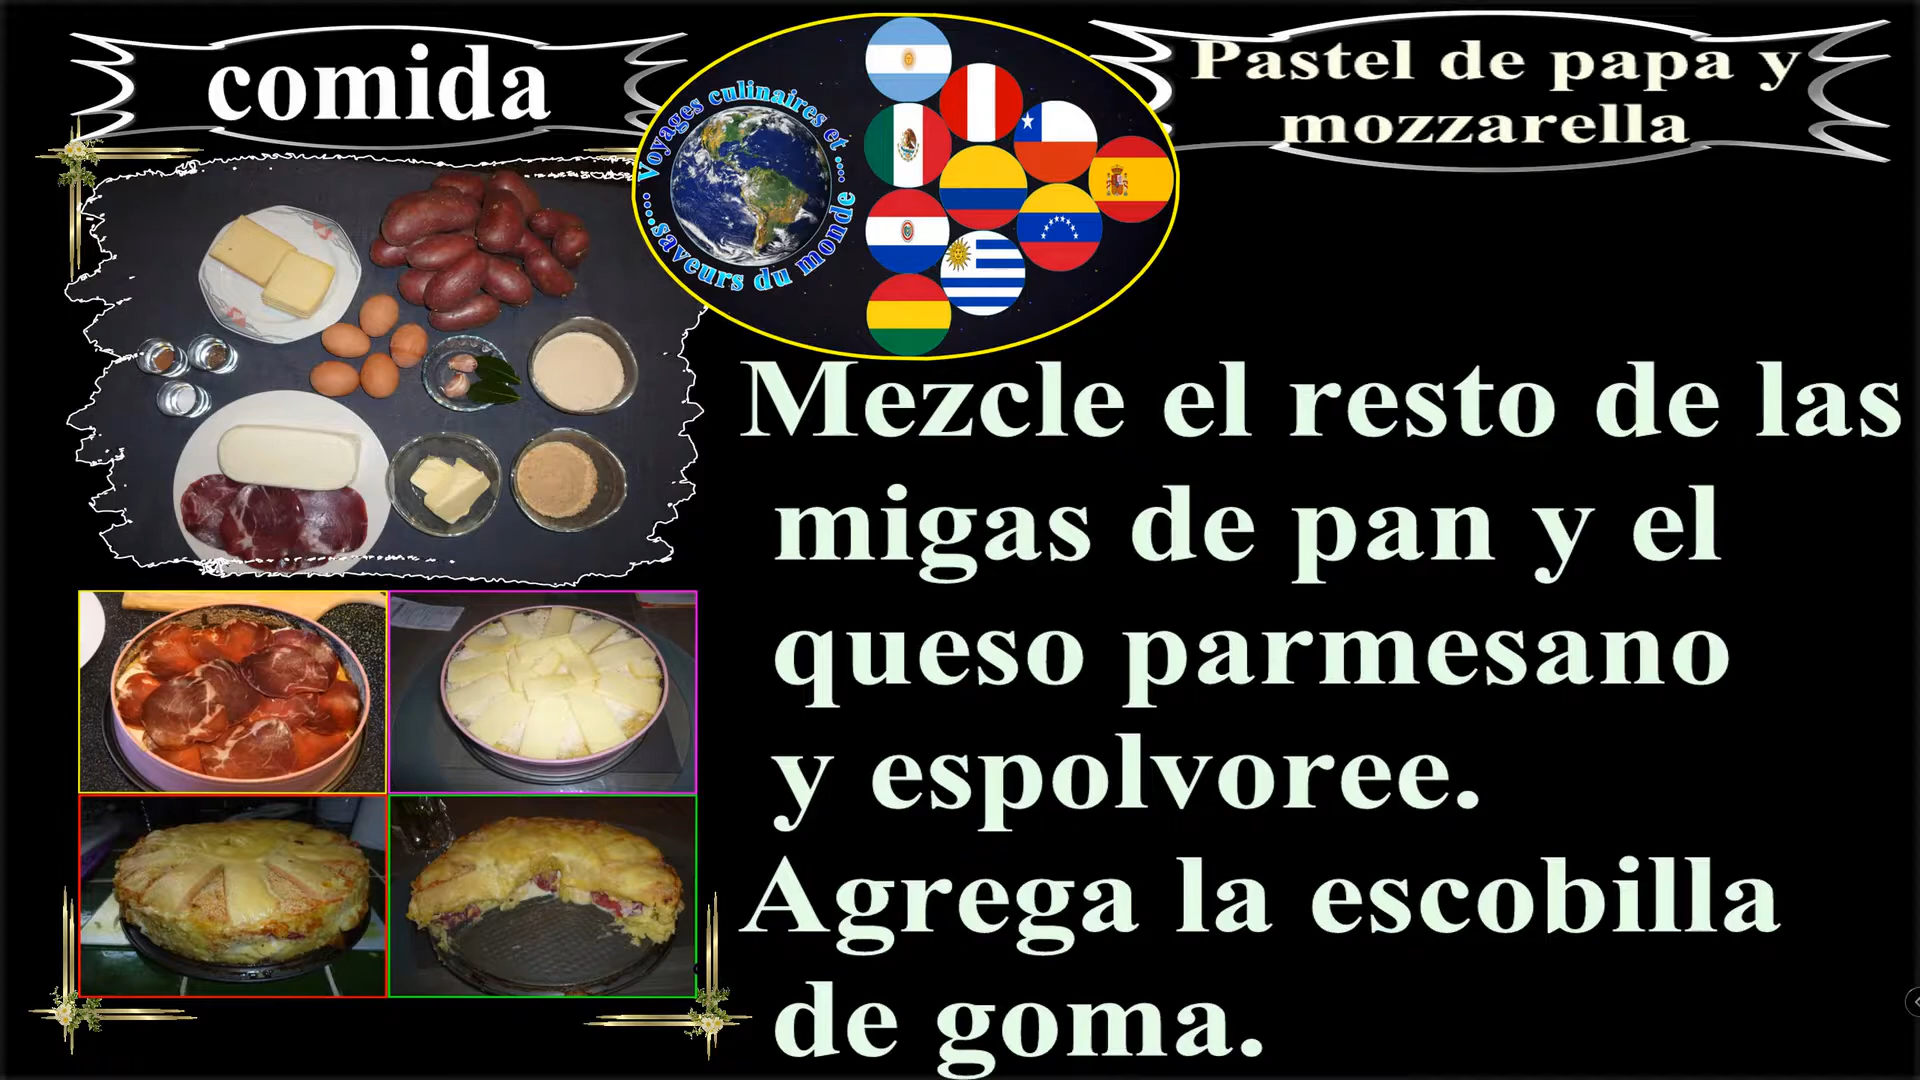 comida
Voyages culinaires et ....
....saveurs du monde
Pastel de papa y
mozzarella
Mezcle el resto de las
migas de pan y el
queso parmesano
y espolvoree.
Agrega la escobilla
de goma.